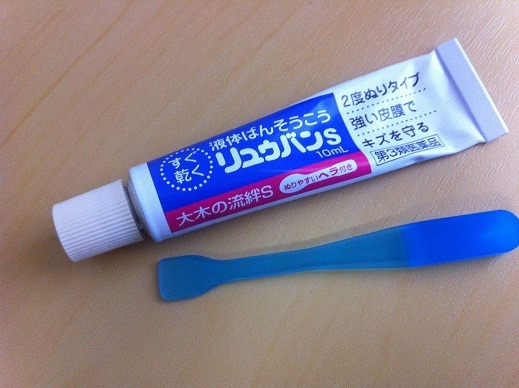 すぐ
乾く
液体ばんそうこう
リュウバンS
10mL
大木の流絆S
ぬりやすいヘラ付き
2度ぬりタイプ
強い皮膜で
キズを守る
第3類医薬品